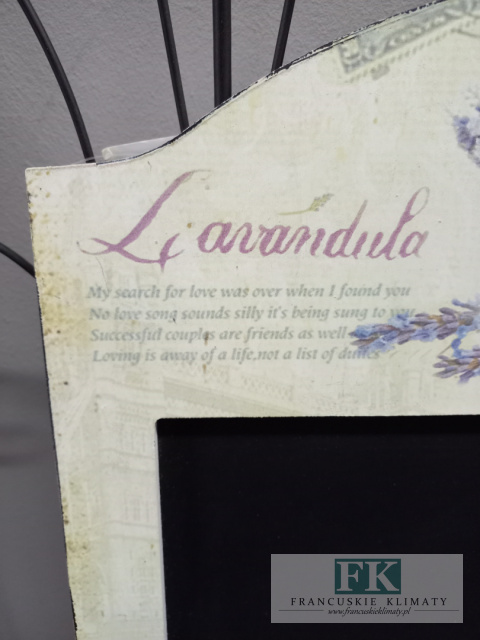 Lavandula
My search for love was over when I found you
No love song sounds silly it's being sung to you
Successful couples are friends as well
Loving is away of a life,not a list of duties
FK
FRANCUSKIE KLIMATY
www.francuskieklimaty.pl